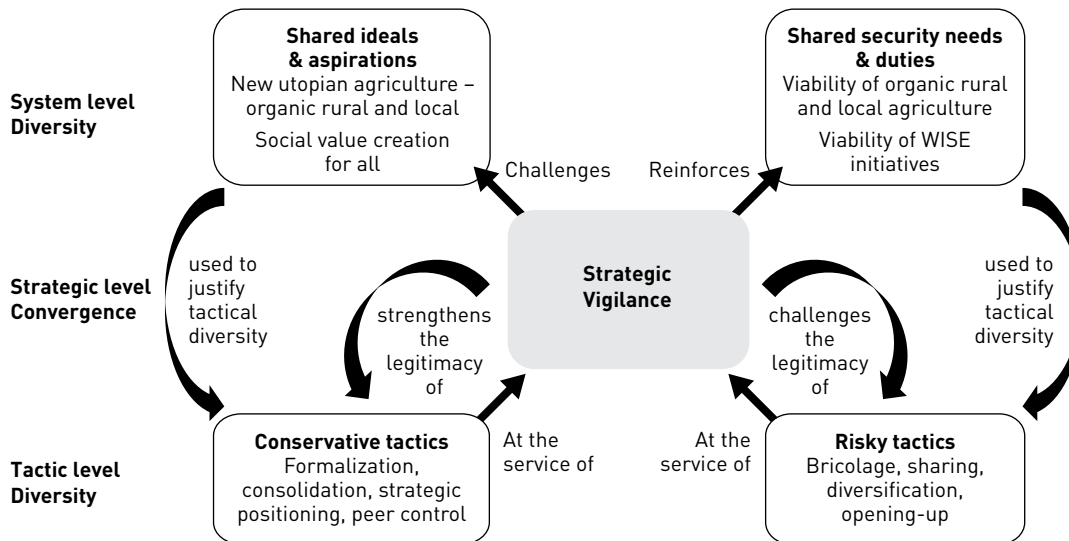 Shared ideals
& aspirations
New utopian agriculture –
organic rural and local
Social value creation
for all
Shared security needs
& duties
Viability of organic rural
and local agriculture
Viability of WISE
initiatives
System level
Diversity
Challenges
Reinforces
Strategic level
Convergence
used to
justify
tactical
diversity
strengthens
the
legitimacy
of
Strategic
Vigilance
challenges
the
legitimacy
of
used to
justify
tactical
diversity
Tactic level
Diversity
Conservative tactics
Formalization,
consolidation, strategic
positioning, peer control
At the
service of
At the
service of
Risky tactics
Bricolage, sharing,
diversification,
opening-up